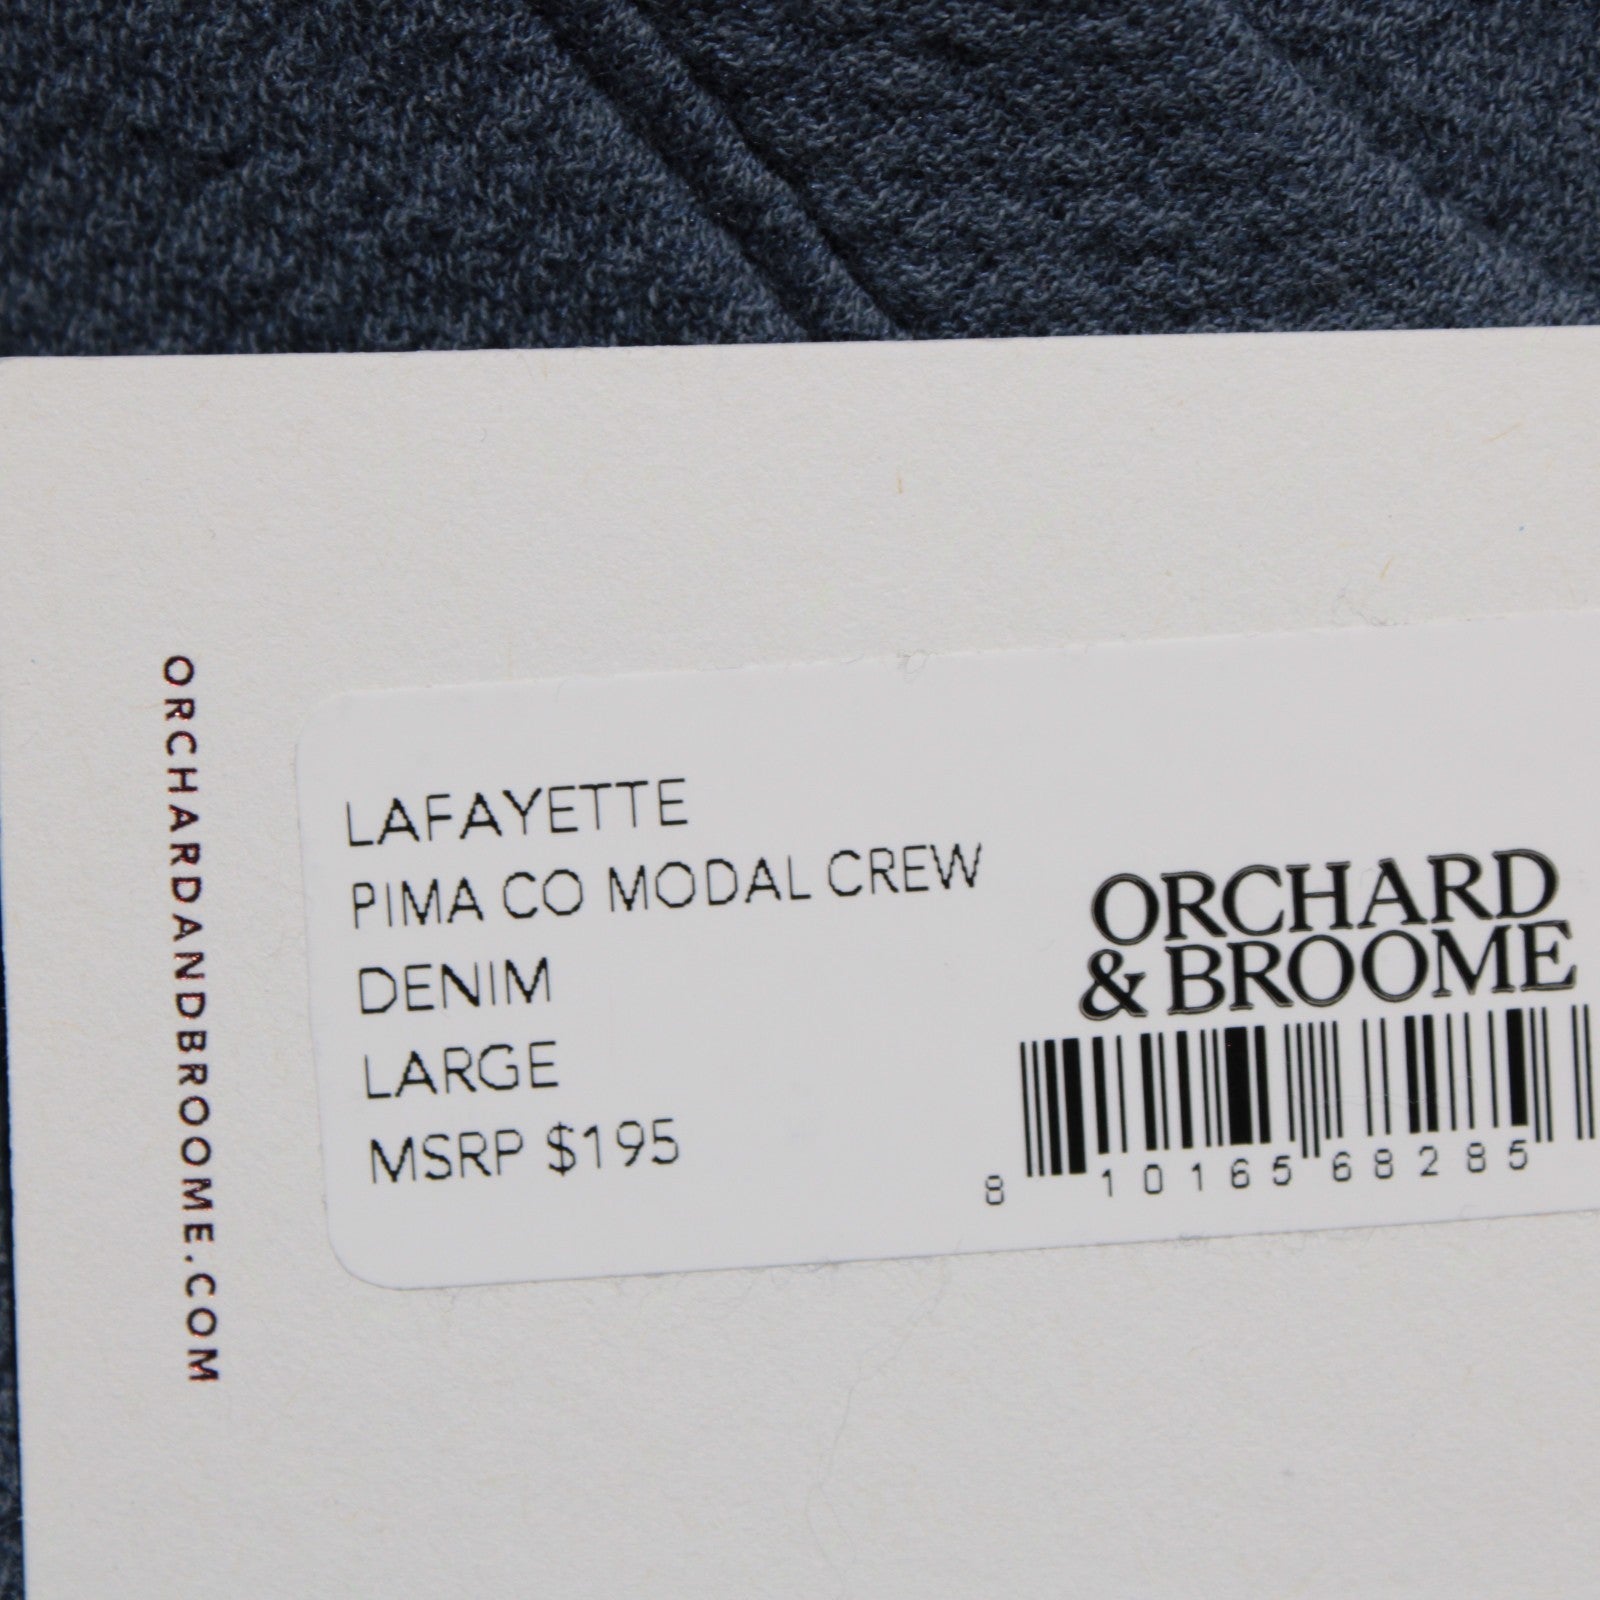 ORCHARDANDBROOME.COM
LAFAYETTE
PIMA CO MODAL CREW
DENIM
LARGE
MSRP $195
ORCHARD
& BROOME
8 10165 68285